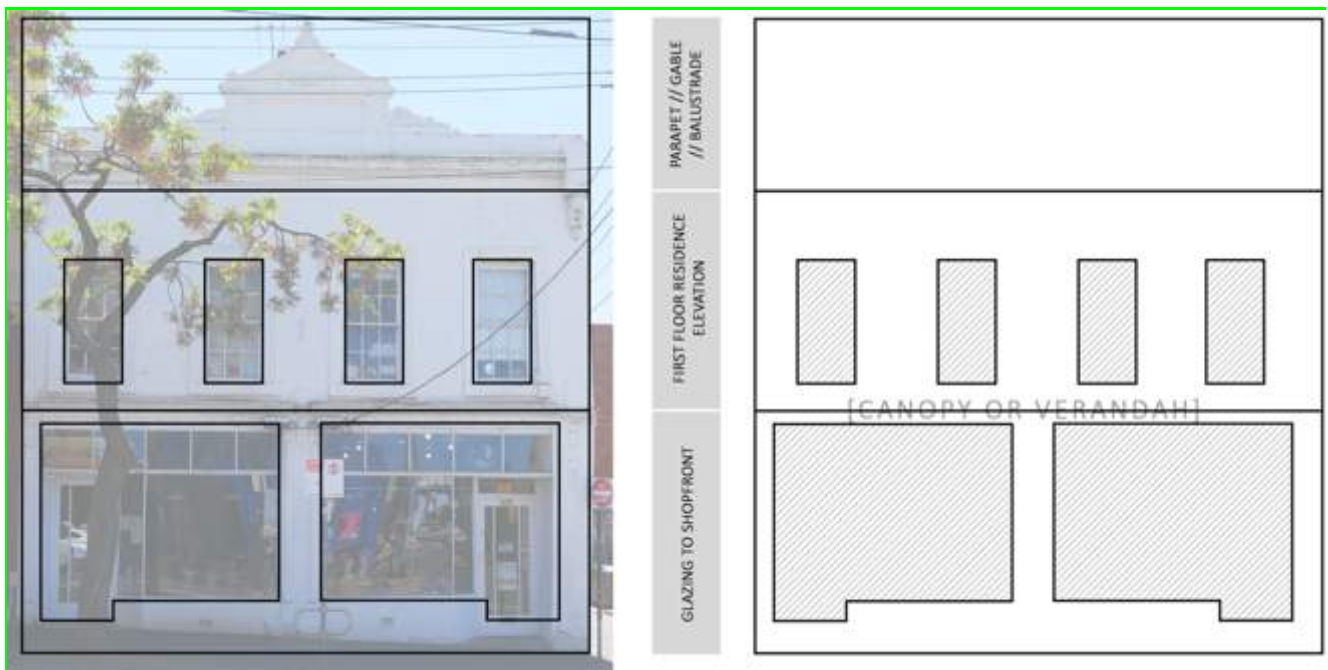 PARAPET // GABLE
// BALUSTRADE
FIRST FLOOR RESIDENCE
ELEVATION
[CANOPY OR VERANDAH]
GLAZING TO SHOPFRONT